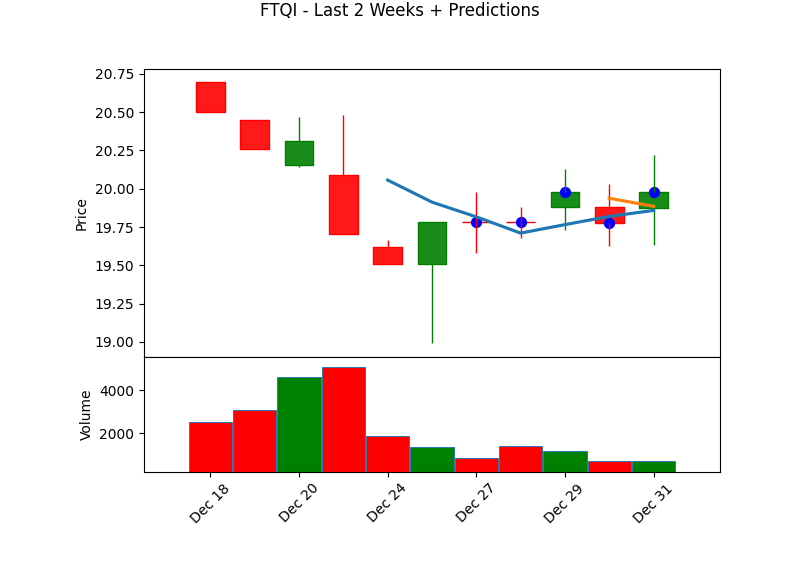 FTQI - Last 2 Weeks + Predictions
20.75
20.50
20.25
20.00
19.75
19.50
19.25
19.00
Price
4000
2000
Volume
Dec 18
Dec 20
Dec 24
Dec 27
Dec 29
Dec 31